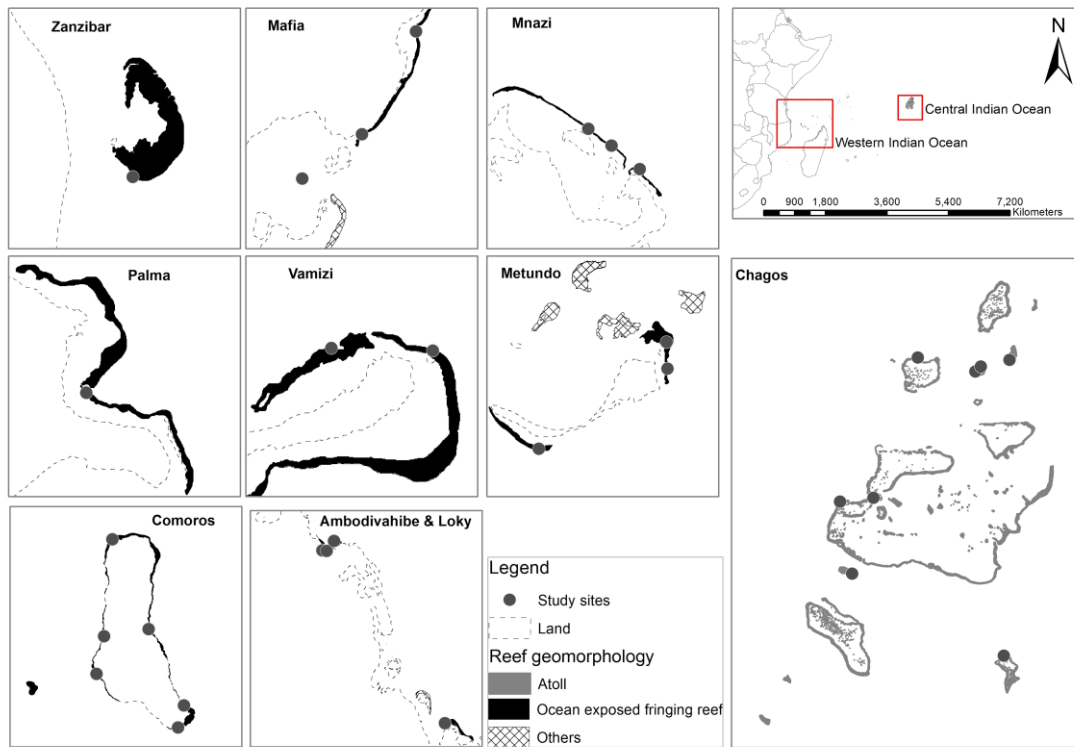 Zanzibar
Mafia
Mnazi
N
Central Indian Ocean
Western Indian Ocean
0 900 1,800 3,600 5,400 7,200
Kilometers
Palma
Vamizi
Metundo
Chagos
Comoros
Ambodivahibe & Loky
Legend
Study sites
Land
Reef geomorphology
Atoll
Ocean exposed fringing reef
Others